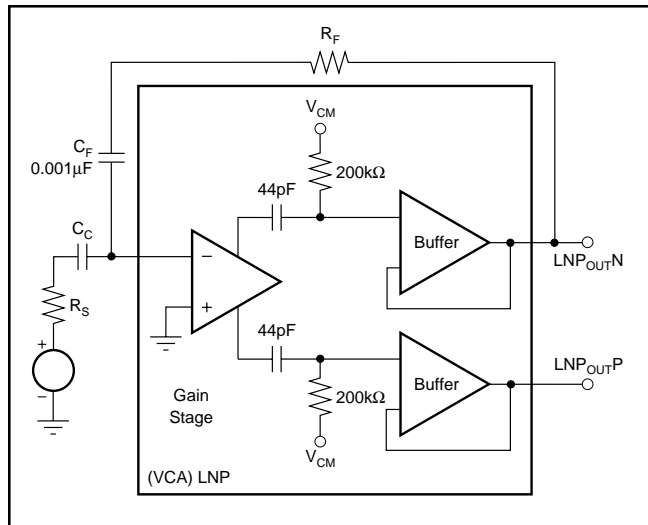 RF
VCM
CF
0.001μF
200kΩ
44pF
CC
Buffer
LNPOUTN
−
+
RS
+
−
44pF
Buffer
LNPOUTP
Gain
Stage
200kΩ
VCM
(VCA) LNP